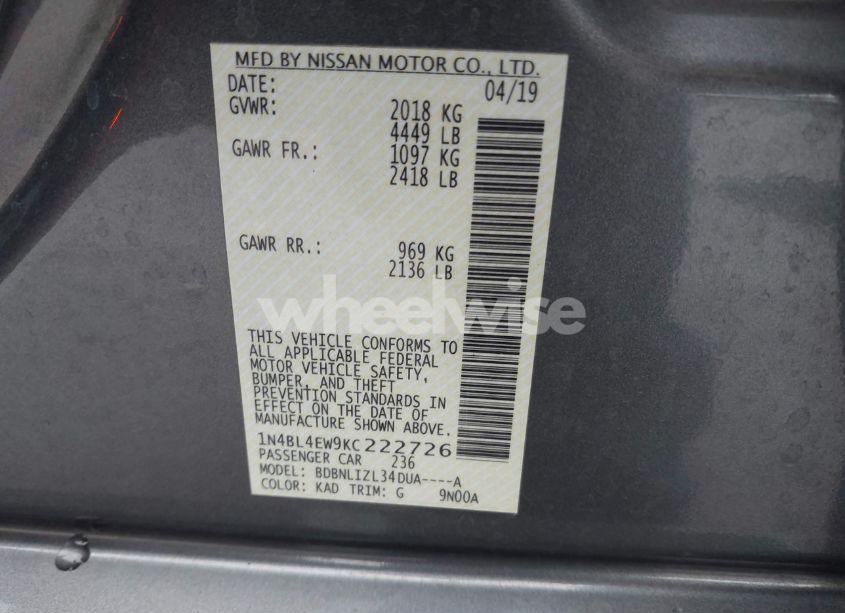 MFD BY NISSAN MOTOR CO., LTD.
DATE: 04/19
GVWR: 2018 KG
4449 LB
GAWR FR.: 1097 KG
2418 LB
GAWR RR.: 969 KG
2136 LB
wheelwise
THIS VEHICLE CONFORMS TO
ALL APPLICABLE FEDERAL
MOTOR VEHICLE SAFETY,
BUMPER, AND THEFT
PREVENTION STANDARDS IN
EFFECT ON THE DATE OF
MANUFACTURE SHOWN ABOVE.
1N4BL4EW9KC222726
PASSENGER CAR 236
MODEL: BDBNLIZL34DUA----A
COLOR: KAD TRIM: G 9N00A